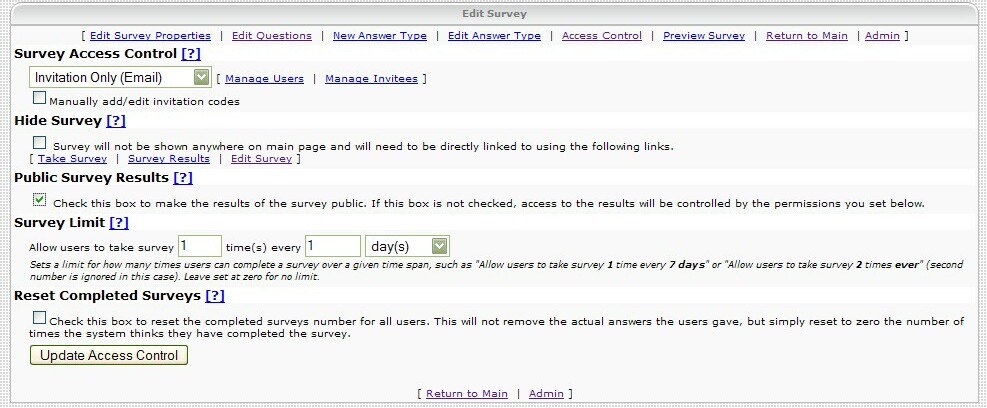 Edit Survey
[ Edit Survey Properties | Edit Questions | New Answer Type | Edit Answer Type | Access Control | Preview Survey | Return to Main | Admin ]
Survey Access Control [?]
Invitation Only (Email) [ Manage Users | Manage Invitees ]
Manually add/edit invitation codes
Hide Survey [?]
Survey will not be shown anywhere on main page and will need to be directly linked to using the following links.
[ Take Survey | Survey Results | Edit Survey ]
Public Survey Results [?]
Check this box to make the results of the survey public. If this box is not checked, access to the results will be controlled by the permissions you set below.
Survey Limit [?]
Allow users to take survey 1 time(s) every 1 day(s)
Sets a limit for how many times users can complete a survey over a given time span, such as "Allow users to take survey 1 time every 7 days" or "Allow users to take survey 2 times ever" (second
number is ignored in this case). Leave set at zero for no limit.
Reset Completed Surveys [?]
Check this box to reset the completed surveys number for all users. This will not remove the actual answers the users gave, but simply reset to zero the number of
times the system thinks they have completed the survey.
Update Access Control
[ Return to Main | Admin ]